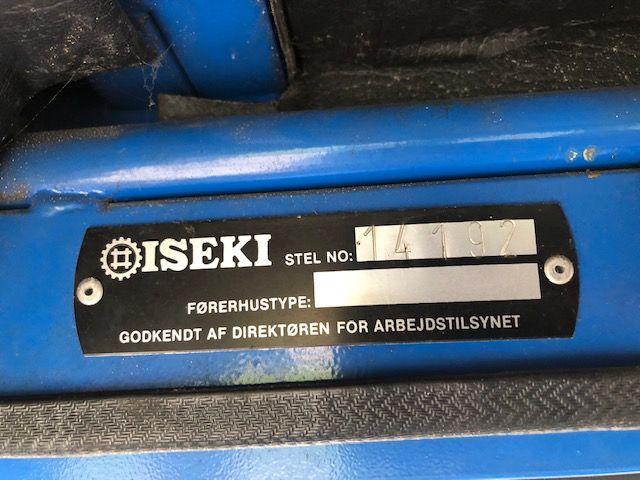 ISEKI STEL NO: 14192
FØRERHUSTYPE:
GODKENDT AF DIREKTØREN FOR ARBEJDSTILSYNET